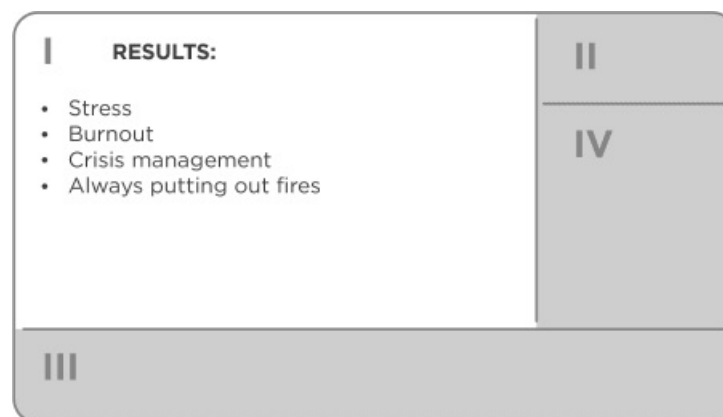 I RESULTS:
• Stress
• Burnout
• Crisis management
• Always putting out fires
II
IV
III